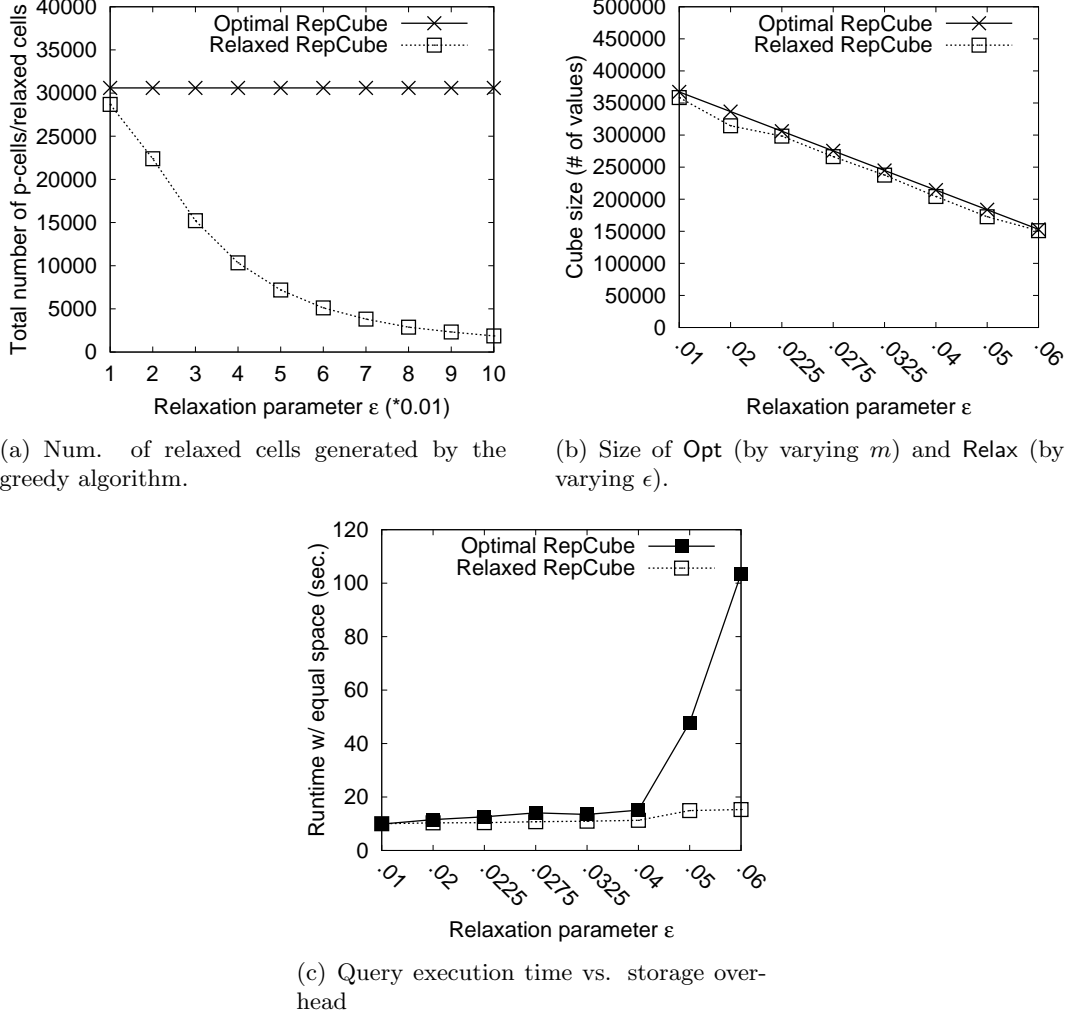 Total number of p-cells/relaxed cells
40000
35000
30000
25000
20000
15000
10000
5000
0
Optimal RepCube
Relaxed RepCube
1 2 3 4 5 6 7 8 9 10
Relaxation parameter ε (*0.01)
(a) Num. of relaxed cells generated by the
greedy algorithm.
Cube size (# of values)
500000
450000
400000
350000
300000
250000
200000
150000
100000
50000
0
Optimal RepCube
Relaxed RepCube
.01 .02 .0225 .0275 .0325 .04 .05 .06
Relaxation parameter ε
(b) Size of Opt (by varying m) and Relax (by
varying ϵ).
Runtime w/ equal space (sec.)
120
100
80
60
40
20
0
Optimal RepCube
Relaxed RepCube
.01 .02 .0225 .0275 .0325 .04 .05 .06
Relaxation parameter ε
(c) Query execution time vs. storage over-
head